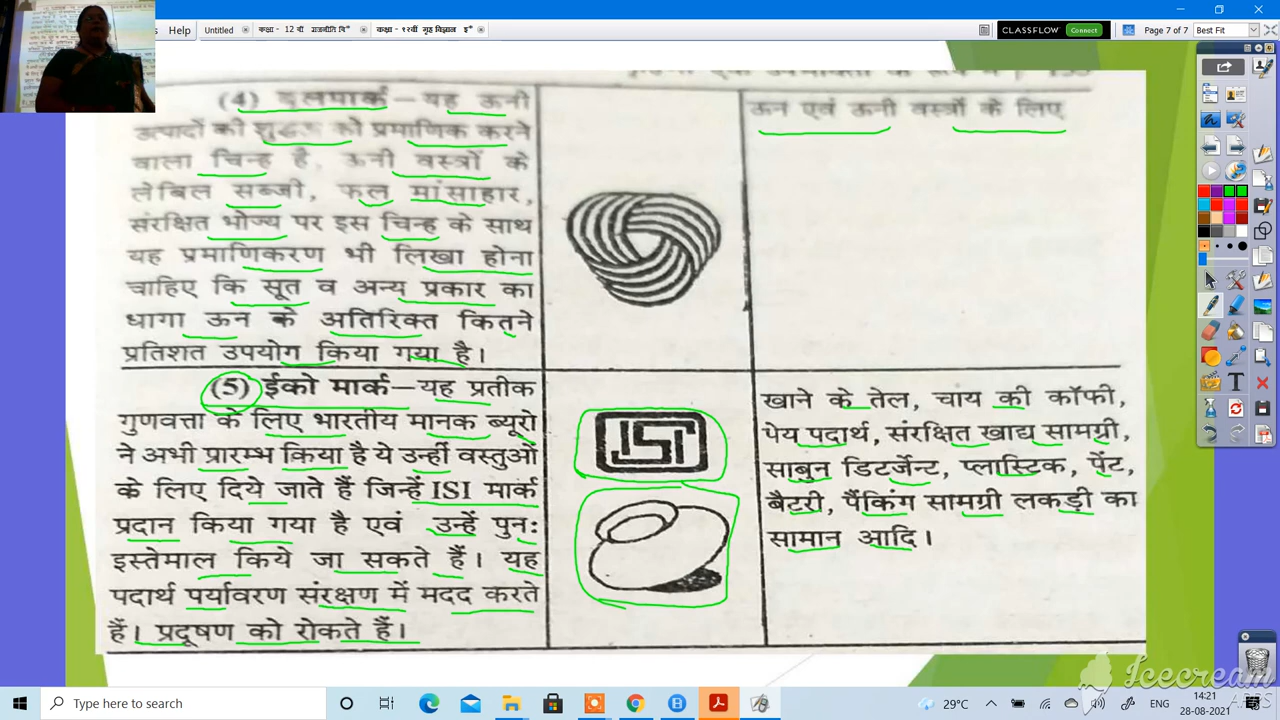 Help
Untitled
कक्षा - 12 वीं राजनीति वि*
कक्षा - १२वीं गृह विज्ञान इ*
CLASSFLOW
Connect
Page 7 of 7
Best Fit
(4) वुलमार्क – यह ऊनी
उत्पादों की शुद्धता को प्रमाणिक करने
वाला चिन्ह है, ऊनी वस्त्रों के
लेबिल सब्जी, फल मांसाहार
संरक्षित भोज्य पर इस चिन्ह के साथ
यह प्रमाणिकरण भी लिखा होना
चाहिए कि सूत व अन्य प्रकार का
धागा ऊन के अतिरिक्त कितने
प्रतिशत उपयोग किया गया है।
ऊन एवं ऊनी वस्त्रों के लिए
(5) ईको मार्क – यह प्रतीक
गुणवत्ता के लिए भारतीय मानक ब्यूरो
ने अभी प्रारम्भ किया है ये उन्हीं वस्तुओं
के लिए दिये जाते हैं जिन्हें ISI मार्क
प्रदान किया गया है एवं उन्हें पुनः
इस्तेमाल किये जा सकते हैं। यह
पदार्थ पर्यावरण संरक्षण में मदद करते
हैं। प्रदूषण को रोकते हैं।
ISI
खाने के तेल, चाय की कॉफी,
पेय पदार्थ, संरक्षित खाद्य सामग्री,
साबुन डिटर्जेन्ट, प्लास्टिक, पेंट,
बैटरी, पैंकिंग सामग्री लकड़ी का
सामान आदि।
Icecream
APPS
Type here to search
29°C
ENG
14:21
28-08-2021